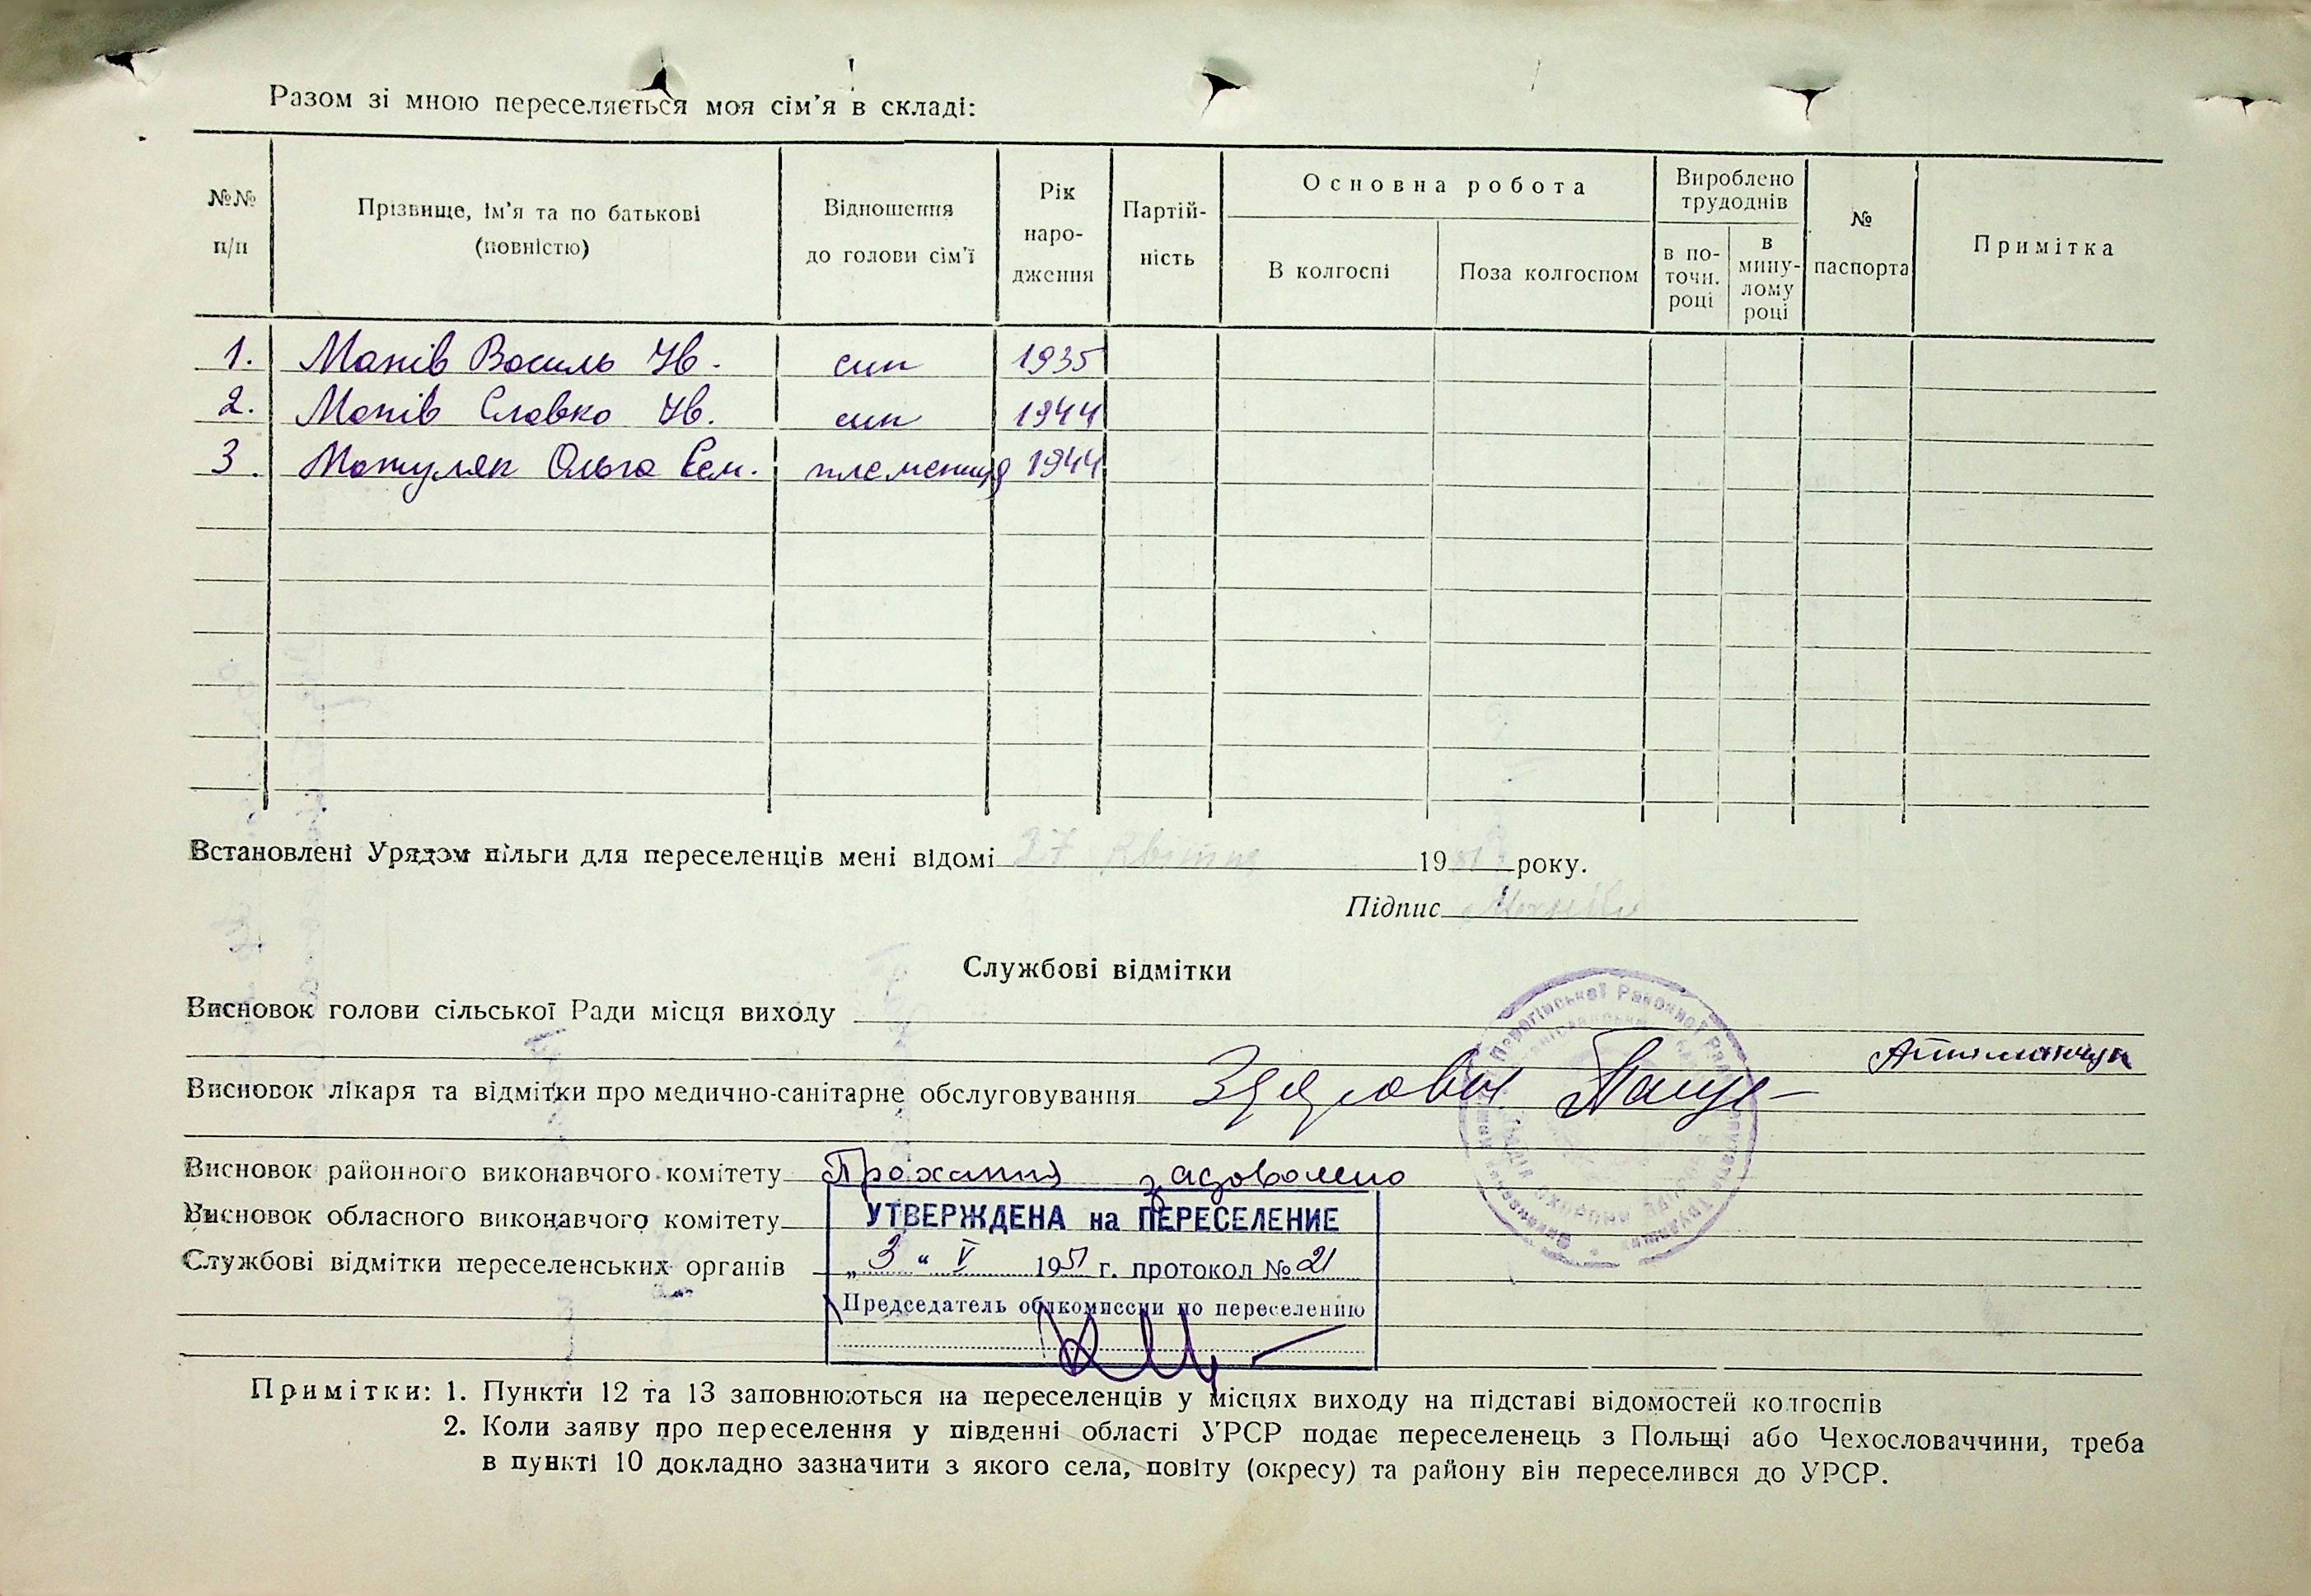 Разом зі мною переселяється моя сім'я в складі:
№№ п/п
Прізвище, ім'я та по батькові (повністю)
Відношення до голови сім'ї
Рік народження
Партійність
Основна робота
В колгоспі
Поза колгоспом
Вироблено трудоднів
в поточн. році
в минулому році
№ паспорта
Примітка
1. Манів Василь Ів. син 1935
2. Манів Славко Ів. син 1944
3. Матуляк Ольга Сем. племениця 1944
Встановлені Урядом пільги для переселенців мені відомі 27 Квітня 1951 року.
Підпис
Службові відмітки
Висновок голови сільської Ради місця виходу
Висновок лікаря та відмітки про медично-санітарне обслуговування Здорови
Висновок районного виконавчого комітету Прохання задоволено
Висновок обласного виконавчого комітету
УТВЕРЖДЕНА на ПЕРЕСЕЛЕНИЕ
Службові відмітки переселенських органів
„3“ V 1951 г. протокол № 21
Председатель облкомиссии по переселению
Примітки: 1. Пункти 12 та 13 заповнюються на переселенців у місцях виходу на підставі відомостей колгоспів
2. Коли заяву про переселення у південні області УРСР подає переселенець з Польщі або Чехословаччини, треба
в пункті 10 докладно зазначити з якого села, повіту (окресу) та району він переселився до УРСР.